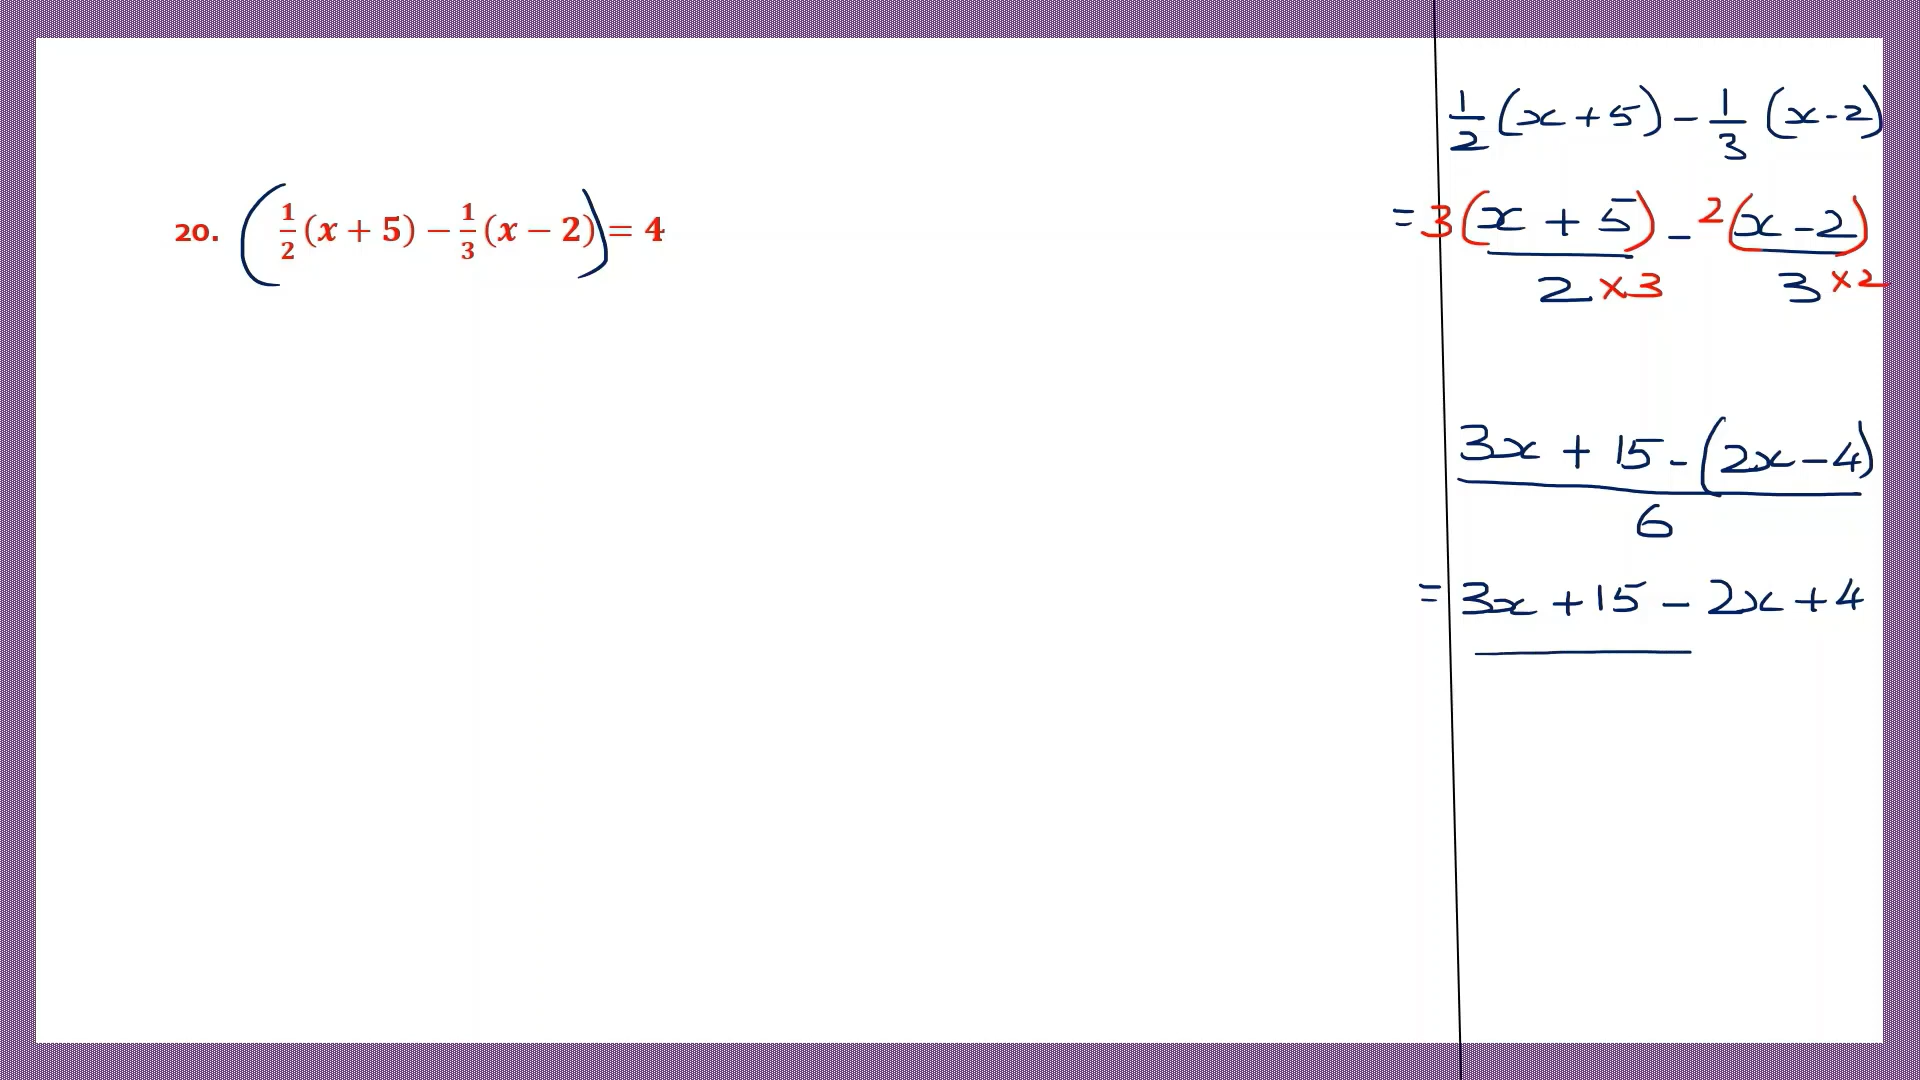 20. ( 1/2 (x + 5) − 1/3 (x − 2) ) = 4
1/2 (x + 5) − 1/3 (x - 2)
= 3(x + 5)/2 ×3 − 2(x - 2)/3 ×2
3x + 15 - (2x - 4)
6
= 3x + 15 − 2x + 4